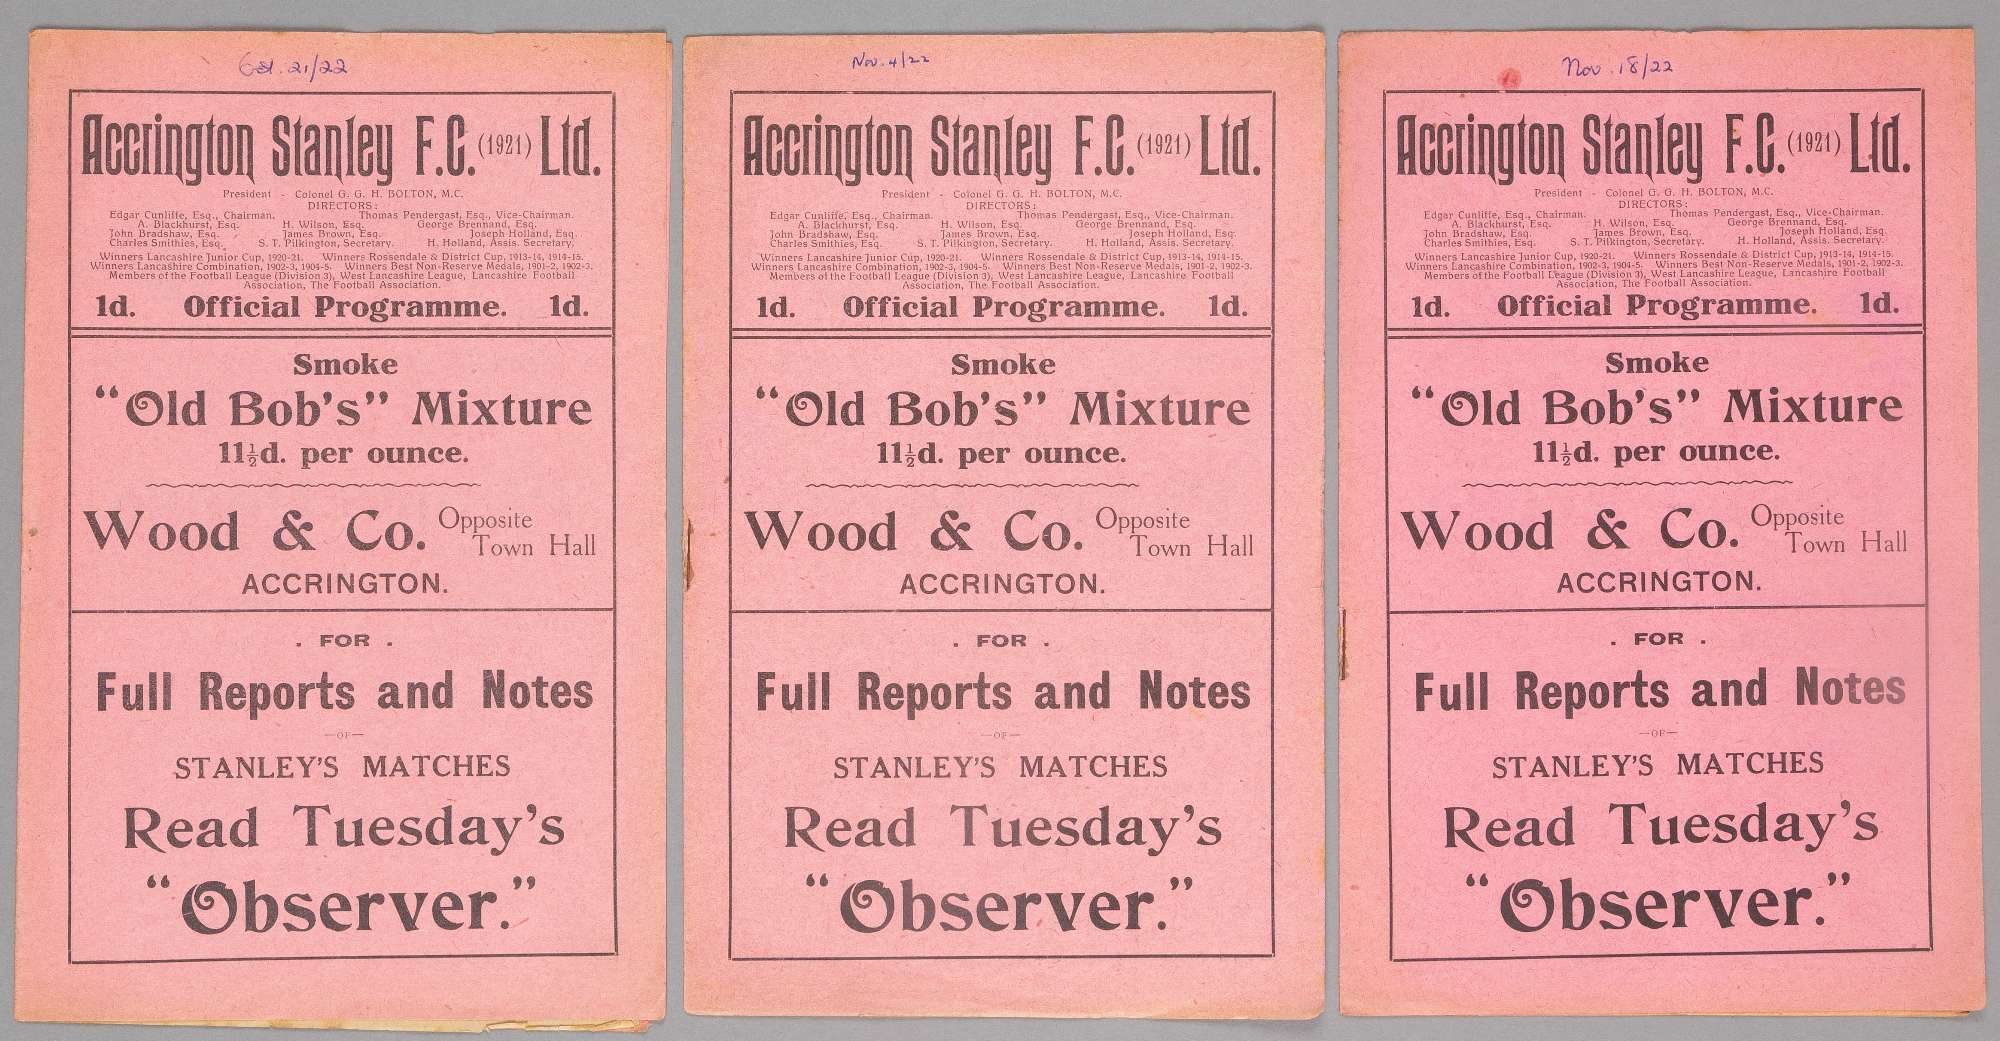 Oct. 21/22
Accrington Stanley F.C. (1921) Ltd.
President - Colonel G. G. H. BOLTON, M.C.
DIRECTORS:
Edgar Cunliffe, Esq., Chairman. Thomas Pendergast, Esq., Vice-Chairman.
A. Blackhurst, Esq. H. Wilson, Esq. George Brennand, Esq.
John Bradshaw, Esq. James Brown, Esq. Joseph Holland, Esq.
Charles Smithies, Esq. S. T. Pilkington, Secretary. H. Holland, Assis. Secretary.
Winners Lancashire Junior Cup, 1920-21. Winners Rossendale & District Cup, 1913-14, 1914-15.
Winners Lancashire Combination, 1902-3, 1904-5. Winners Best Non-Reserve Medals, 1901-2, 1902-3.
Members of the Football League (Division 3), West Lancashire League, Lancashire Football
Association, The Football Association.
1d. Official Programme. 1d.
Smoke
"Old Bob's" Mixture
11½d. per ounce.
Wood & Co. Opposite
Town Hall
ACCRINGTON.
. FOR .
Full Reports and Notes
—OF—
STANLEY'S MATCHES
Read Tuesday's
"Observer."
Nov. 4/22
Accrington Stanley F.C. (1921) Ltd.
President - Colonel G. G. H. BOLTON, M.C.
DIRECTORS:
Edgar Cunliffe, Esq., Chairman. Thomas Pendergast, Esq., Vice-Chairman.
A. Blackhurst, Esq. H. Wilson, Esq. George Brennand, Esq.
John Bradshaw, Esq. James Brown, Esq. Joseph Holland, Esq.
Charles Smithies, Esq. S. T. Pilkington, Secretary. H. Holland, Assis. Secretary.
Winners Lancashire Junior Cup, 1920-21. Winners Rossendale & District Cup, 1913-14, 1914-15.
Winners Lancashire Combination, 1902-3, 1904-5. Winners Best Non-Reserve Medals, 1901-2, 1902-3.
Members of the Football League (Division 3), West Lancashire League, Lancashire Football
Association, The Football Association.
1d. Official Programme. 1d.
Smoke
"Old Bob's" Mixture
11½d. per ounce.
Wood & Co. Opposite
Town Hall
ACCRINGTON.
. FOR .
Full Reports and Notes
—OF—
STANLEY'S MATCHES
Read Tuesday's
"Observer."
Nov. 18/22
Accrington Stanley F.C. (1921) Ltd.
President - Colonel G. G. H. BOLTON, M.C.
DIRECTORS:
Edgar Cunliffe, Esq., Chairman. Thomas Pendergast, Esq., Vice-Chairman.
A. Blackhurst, Esq. H. Wilson, Esq. George Brennand, Esq.
John Bradshaw, Esq. James Brown, Esq. Joseph Holland, Esq.
Charles Smithies, Esq. S. T. Pilkington, Secretary. H. Holland, Assis. Secretary.
Winners Lancashire Junior Cup, 1920-21. Winners Rossendale & District Cup, 1913-14, 1914-15.
Winners Lancashire Combination, 1902-3, 1904-5. Winners Best Non-Reserve Medals, 1901-2, 1902-3.
Members of the Football League (Division 3), West Lancashire League, Lancashire Football
Association, The Football Association.
1d. Official Programme. 1d.
Smoke
"Old Bob's" Mixture
11½d. per ounce.
Wood & Co. Opposite
Town Hall
ACCRINGTON.
. FOR .
Full Reports and Notes
—OF—
STANLEY'S MATCHES
Read Tuesday's
"Observer."